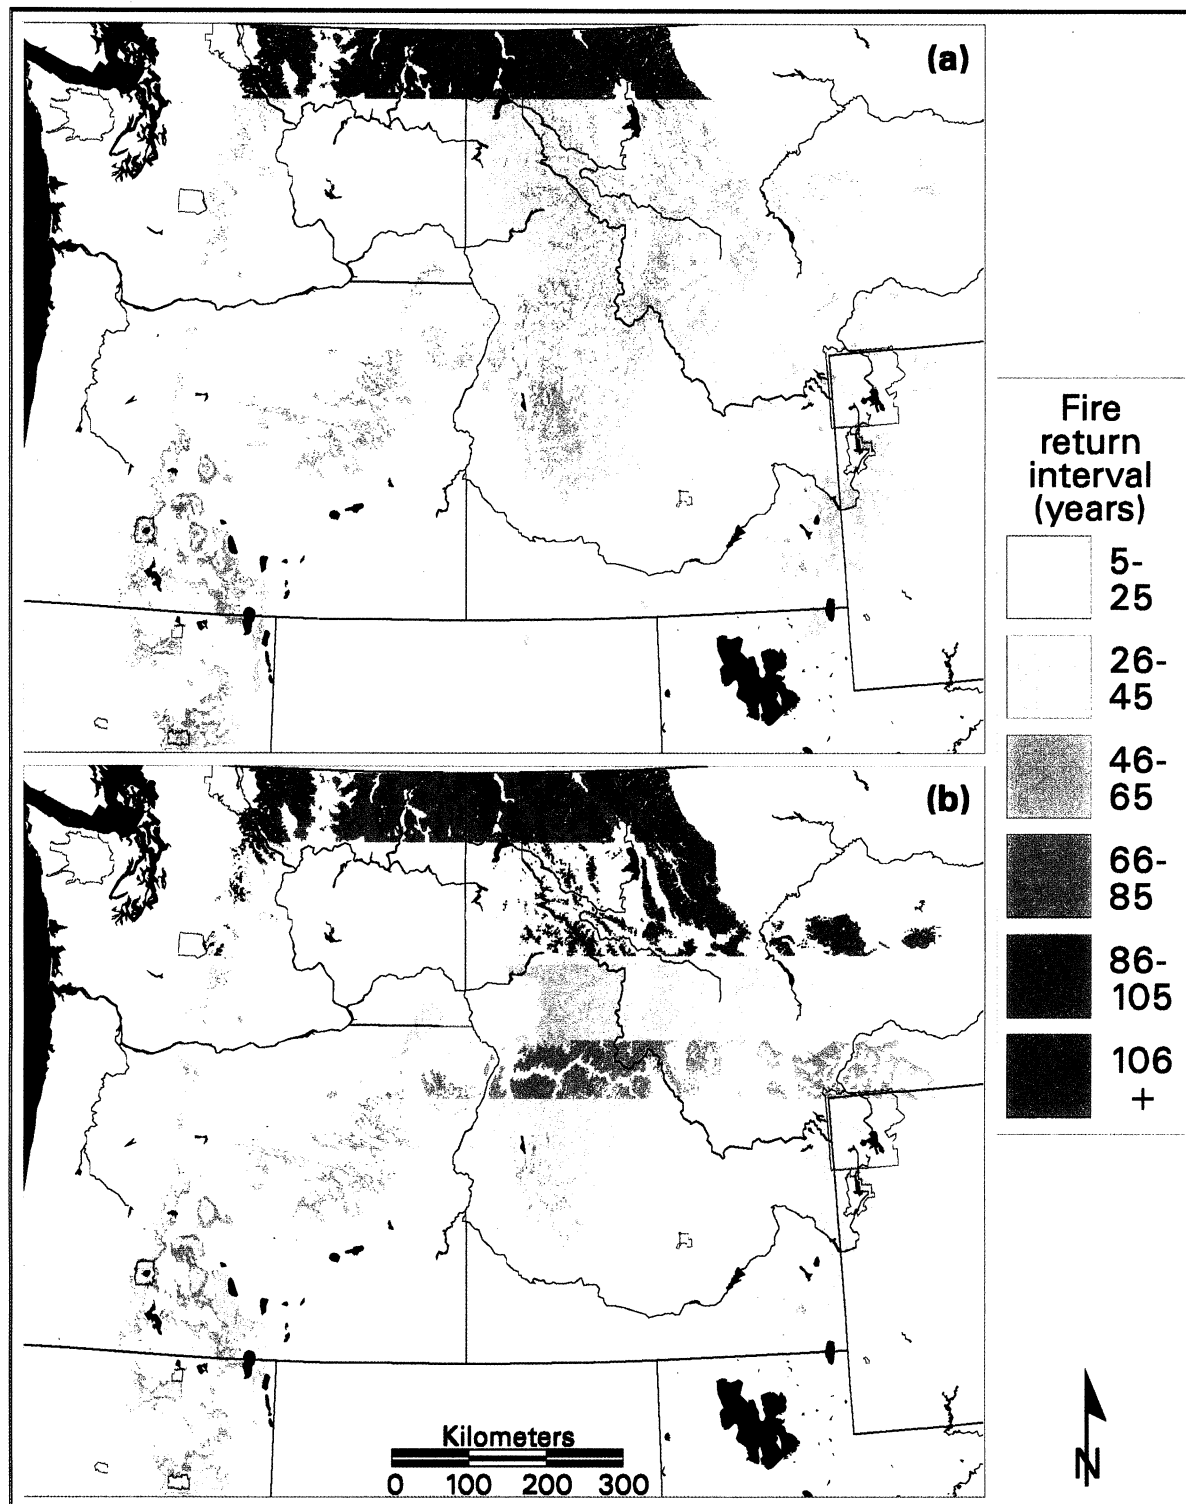 (a)
Fire
return
interval
(years)
5-
25
26-
45
46-
65
66-
85
86-
105
106
+
(b)
Kilometers
0 100 200 300
N